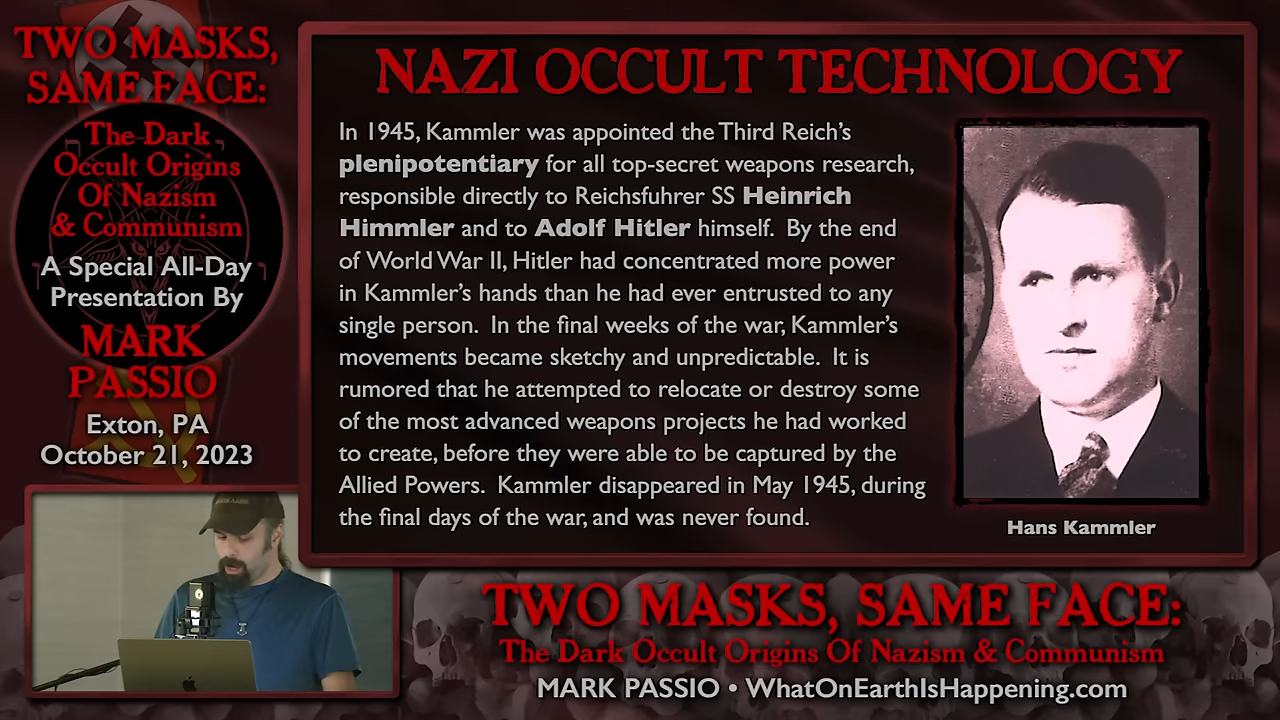 TWO MASKS,
SAME FACE:
The Dark
Occult Origins
Of Nazism
& Communism
A Special All-Day
Presentation By
MARK
PASSIO
Exton, PA
October 21, 2023
NAZI OCCULT TECHNOLOGY
In 1945, Kammler was appointed the Third Reich's
plenipotentiary for all top-secret weapons research,
responsible directly to Reichsfuhrer SS Heinrich
Himmler and to Adolf Hitler himself. By the end
of World War II, Hitler had concentrated more power
in Kammler's hands than he had ever entrusted to any
single person. In the final weeks of the war, Kammler's
movements became sketchy and unpredictable. It is
rumored that he attempted to relocate or destroy some
of the most advanced weapons projects he had worked
to create, before they were able to be captured by the
Allied Powers. Kammler disappeared in May 1945, during
the final days of the war, and was never found.
Hans Kammler
TWO MASKS, SAME FACE:
The Dark Occult Origins Of Nazism & Communism
MARK PASSIO • WhatOnEarthIsHappening.com